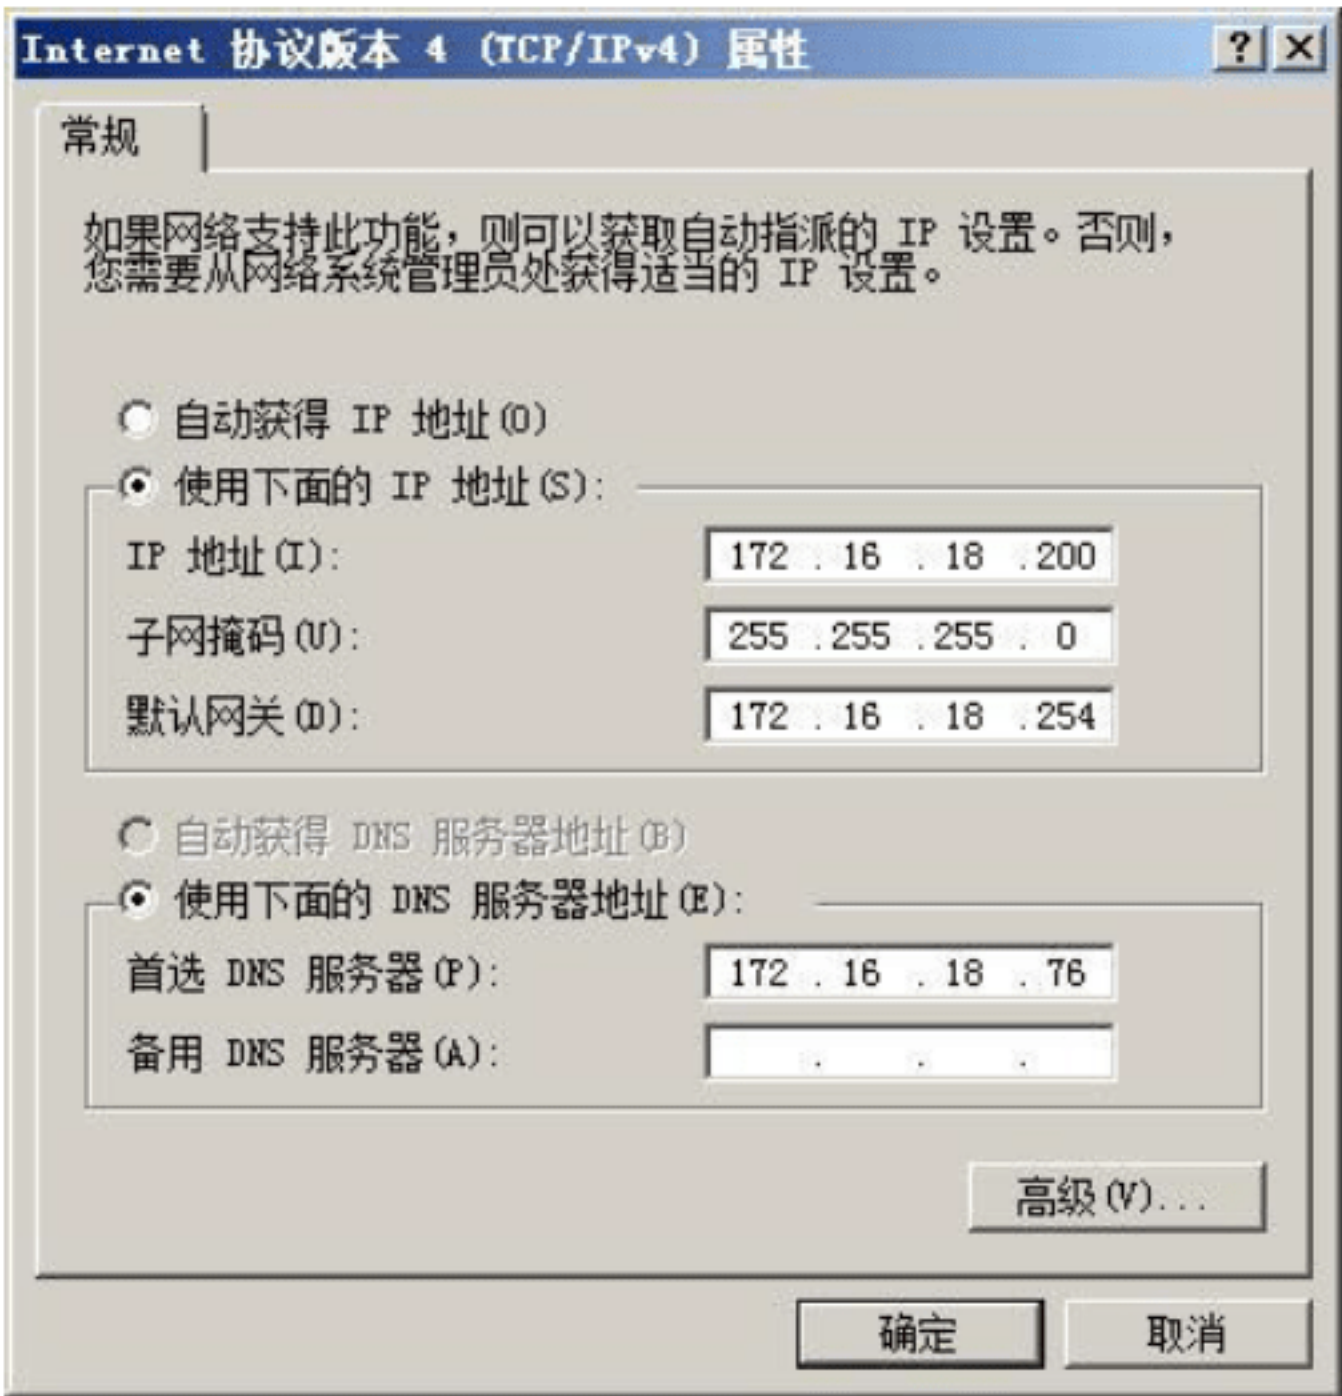 Internet 协议版本 4 (TCP/IPv4) 属性
常规
如果网络支持此功能，则可以获取自动指派的 IP 设置。否则，
您需要从网络系统管理员处获得适当的 IP 设置。
自动获得 IP 地址(O)
使用下面的 IP 地址(S):
IP 地址(I): 172 . 16 . 18 .200
子网掩码(U): 255 .255 .255 . 0
默认网关(D): 172 . 16 . 18 .254
自动获得 DNS 服务器地址(B)
使用下面的 DNS 服务器地址(E):
首选 DNS 服务器(P): 172 . 16 . 18 . 76
备用 DNS 服务器(A): . . .
高级(V)...
确定 取消